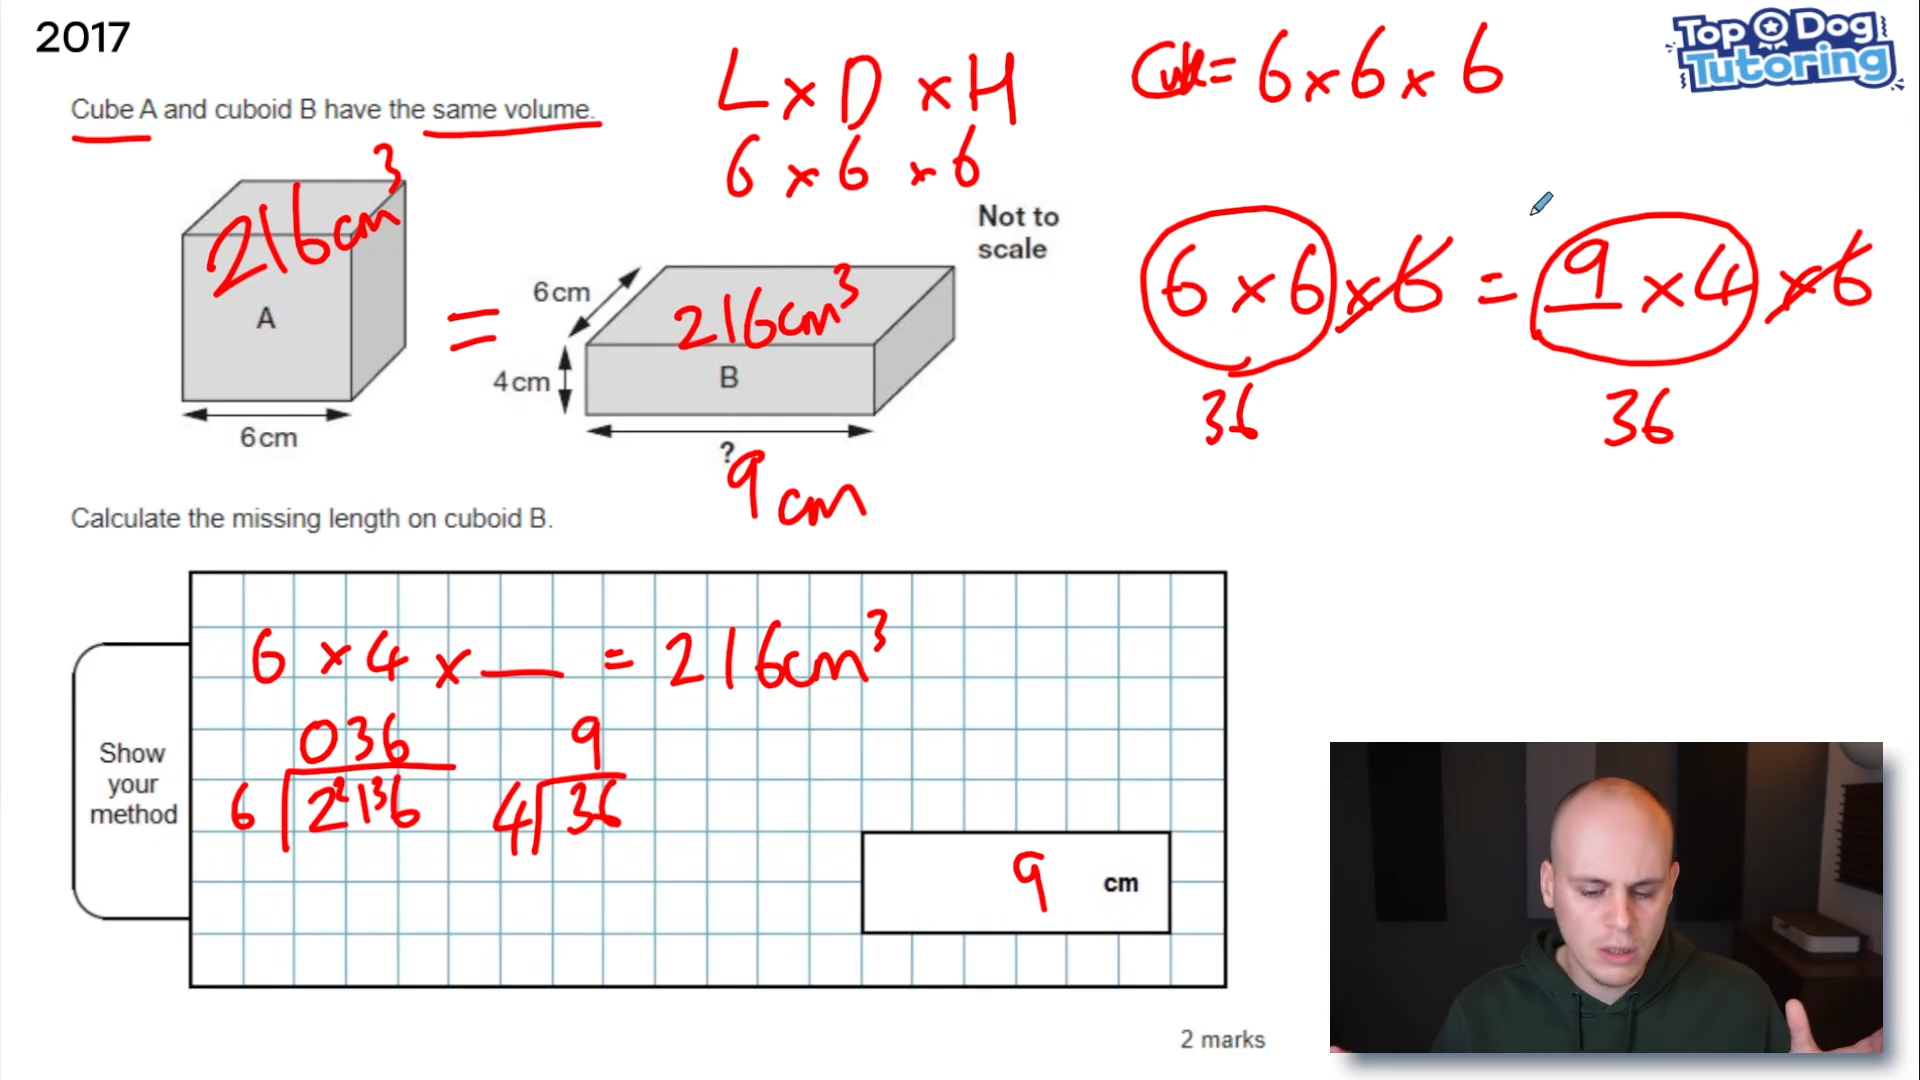 2017
Top Dog
Tutoring
L × D × H
6 × 6 × 6
Cube = 6 × 6 × 6
Cube A and cuboid B have the same volume.
216cm³
A
6cm
=
Not to
scale
6cm
216cm³
4cm
B
?
9cm
6 × 6 × 6 = 9 × 4 × 6
36
36
Calculate the missing length on cuboid B.
Show
your
method
6 × 4 × __ = 216cm³
036
6 2²1³6
9
4 36
9 cm
2 marks